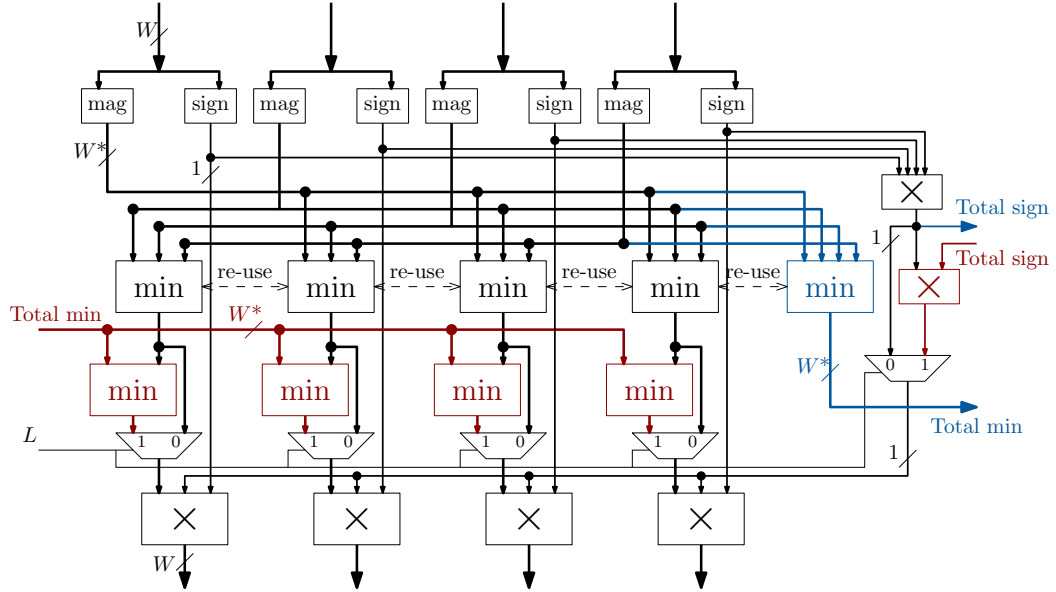 W
mag sign mag sign mag sign mag sign
W*
1
×
Total sign
1
Total sign
min re-use min re-use min re-use min re-use min
×
Total min W*
W*
0 1
min min min min
Total min
L
1 0 1 0 1 0 1 0
1
× × × ×
W